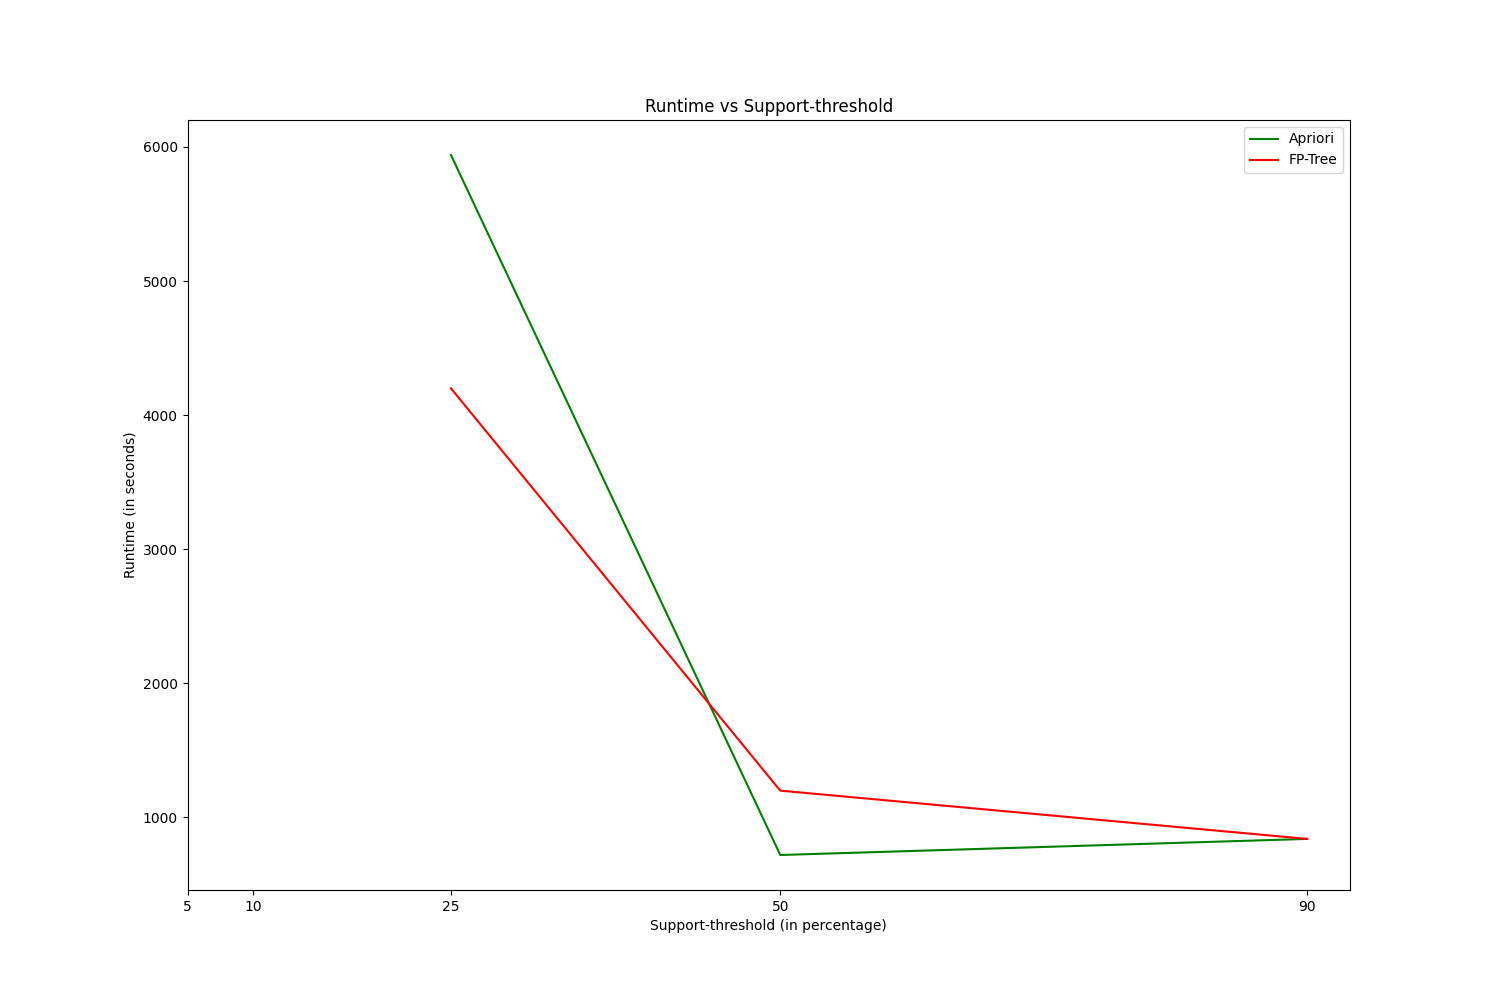 Runtime vs Support-threshold
Apriori
FP-Tree
6000
5000
4000
3000
2000
1000
Runtime (in seconds)
5 10 25 50 90
Support-threshold (in percentage)